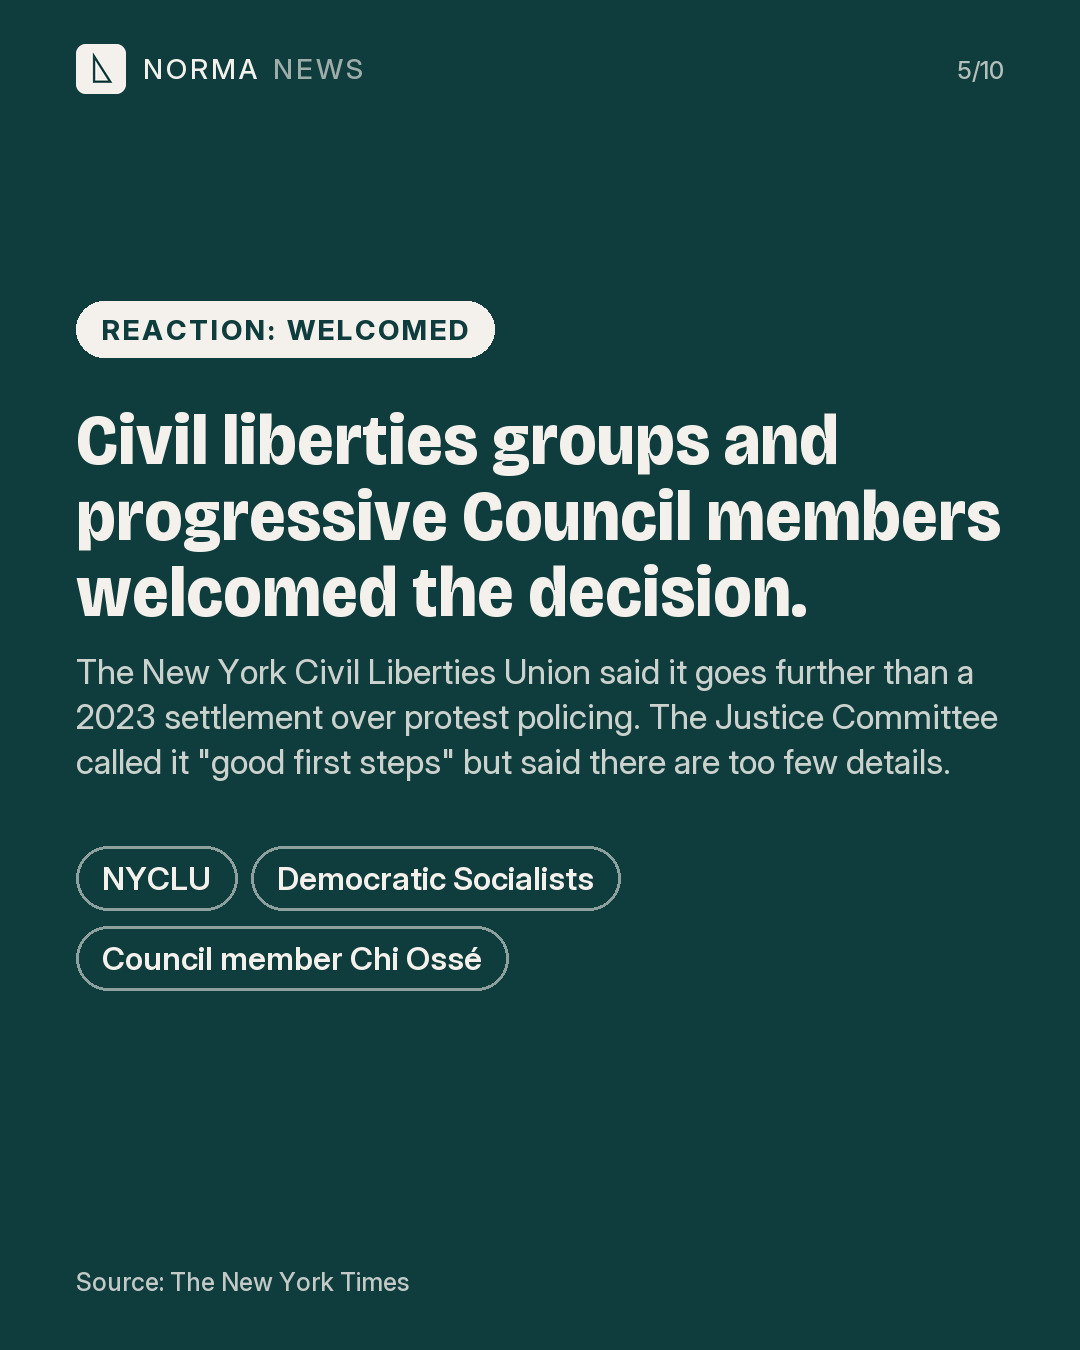 NORMA NEWS
5/10
REACTION: WELCOMED
Civil liberties groups and
progressive Council members
welcomed the decision.
The New York Civil Liberties Union said it goes further than a
2023 settlement over protest policing. The Justice Committee
called it "good first steps" but said there are too few details.
NYCLU
Democratic Socialists
Council member Chi Ossé
Source: The New York Times